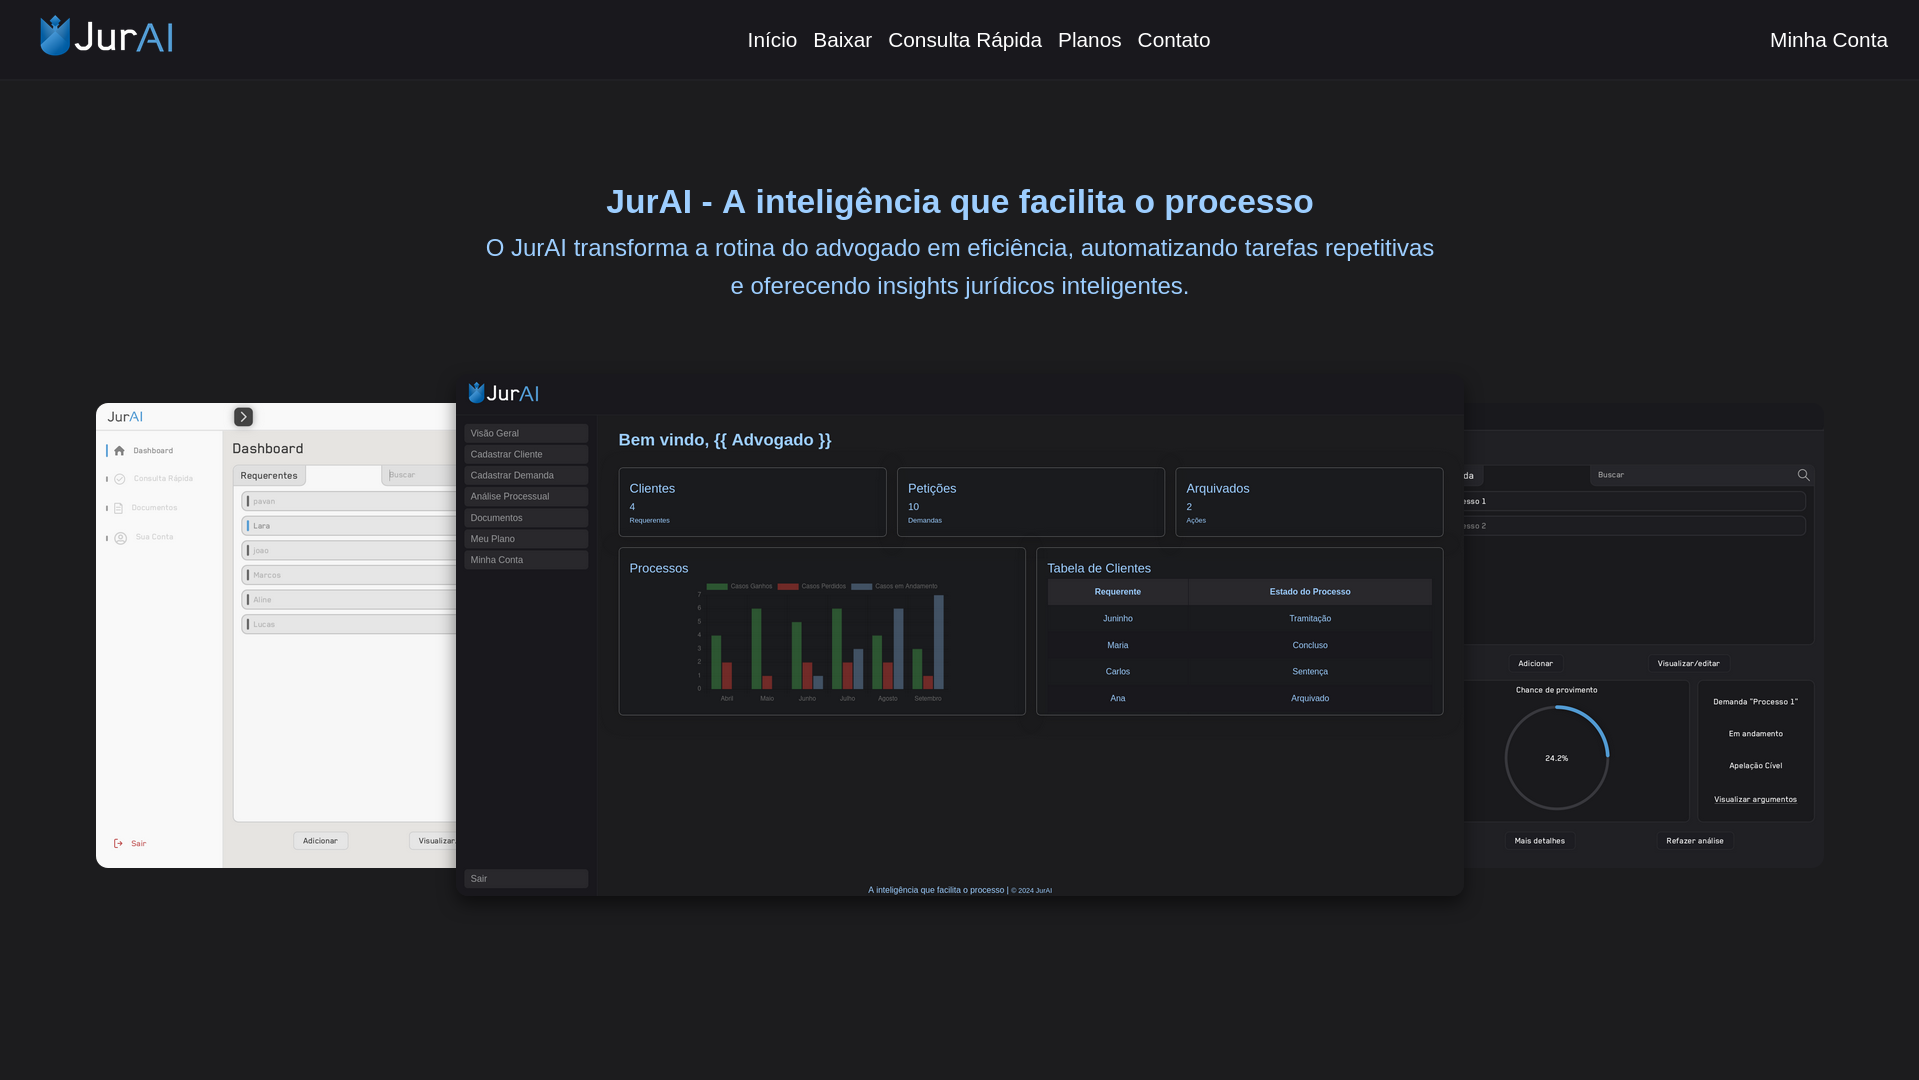 JurAI
Início Baixar Consulta Rápida Planos Contato
Minha Conta
JurAI - A inteligência que facilita o processo
O JurAI transforma a rotina do advogado em eficiência, automatizando tarefas repetitivas
e oferecendo insights jurídicos inteligentes.
JurAI
Dashboard
Consulta Rápida
Documentos
Sua Conta
Sair
Dashboard
Requerentes
Buscar
pavan
Lara
joao
Marcos
Aline
Lucas
Adicionar
Visualizar
JurAI
Visão Geral
Cadastrar Cliente
Cadastrar Demanda
Análise Processual
Documentos
Meu Plano
Minha Conta
Sair
Bem vindo, {{ Advogado }}
Clientes
4
Requerentes
Petições
10
Demandas
Arquivados
2
Ações
Processos
Casos Ganhos Casos Perdidos Casos em Andamento
7
6
5
4
3
2
1
0
Abril Maio Junho Julho Agosto Setembro
Tabela de Clientes
Requerente Estado do Processo
Juninho Tramitação
Maria Concluso
Carlos Sentença
Ana Arquivado
A inteligência que facilita o processo | © 2024 JurAI
Buscar
1
2
Adicionar
Visualizar/editar
Chance de provimento
24.2%
Demanda "Processo 1"
Em andamento
Apelação Cível
Visualizar argumentos
Mais detalhes
Refazer análise